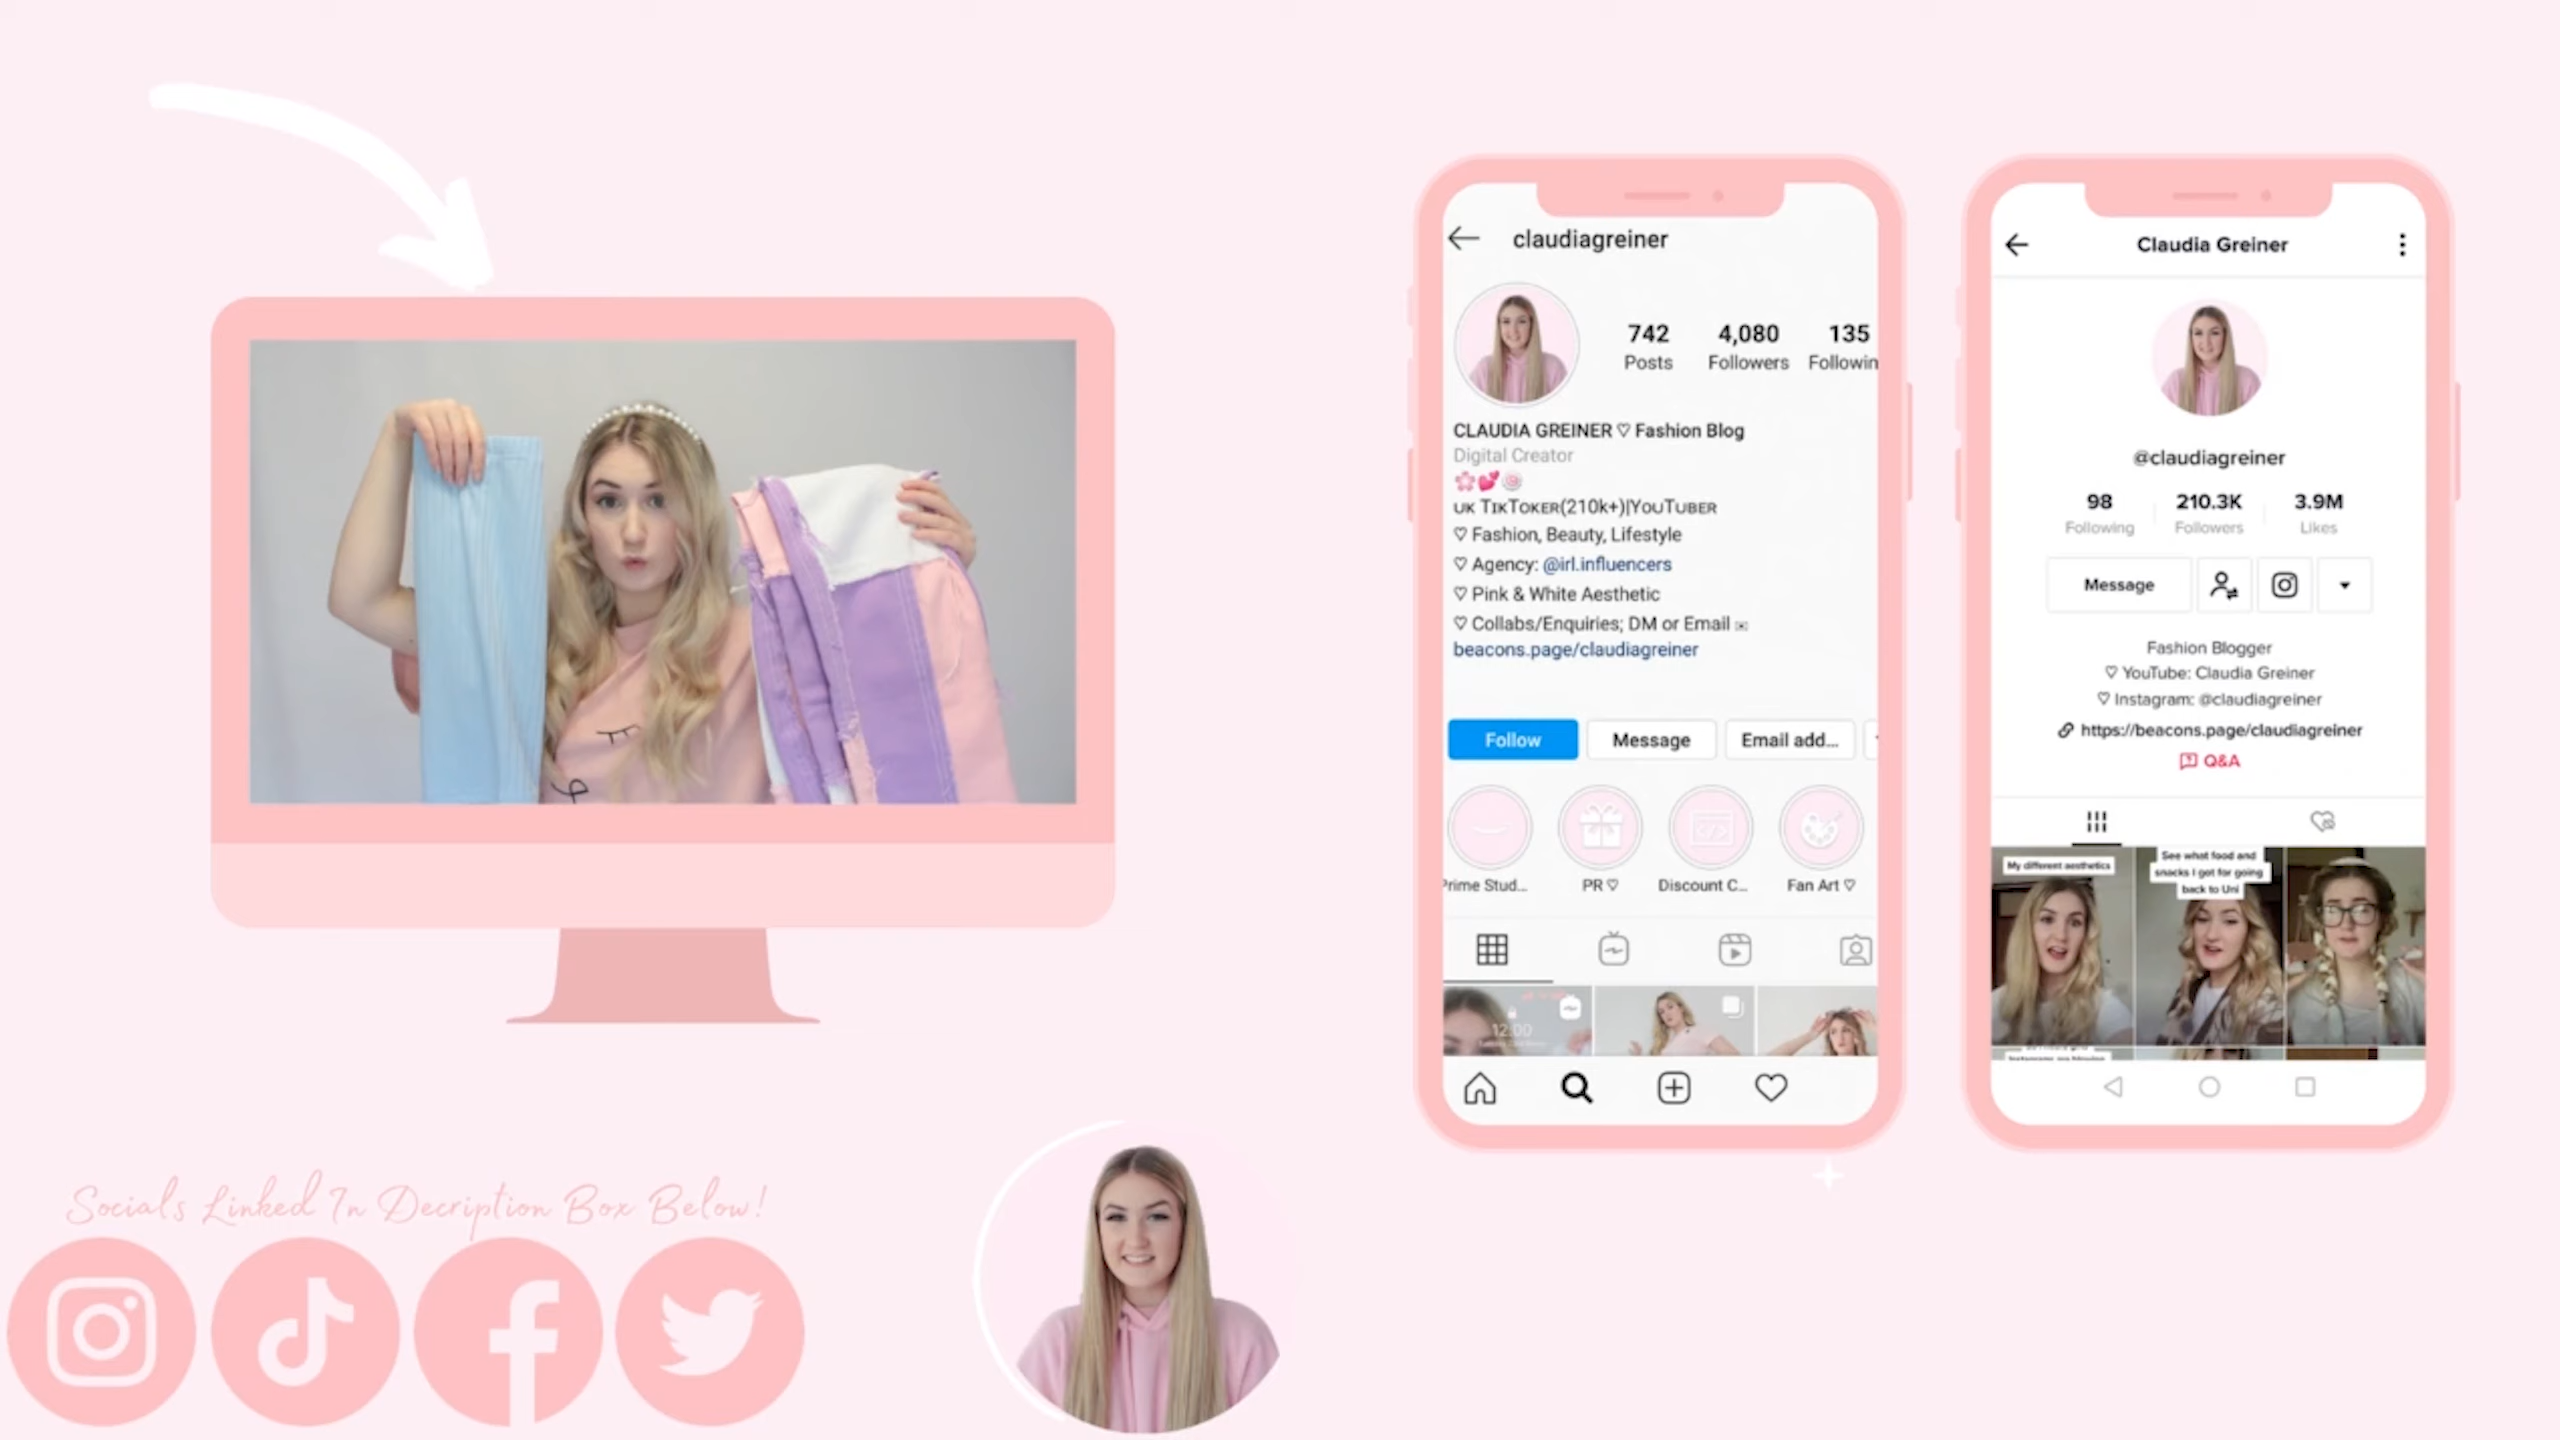 claudiagreiner
742
4,080
135
Posts
Followers
Followin
CLAUDIA GREINER ♡ Fashion Blog
Digital Creator
🌸💕🍥
UK TIKTOKER(210k+)|YOUTUBER
♡ Fashion, Beauty, Lifestyle
♡ Agency: @irl.influencers
♡ Pink & White Aesthetic
♡ Collabs/Enquiries; DM or Email ✉
beacons.page/claudiagreiner
Follow
Message
Email add...
Prime Stud...
PR ♡
Discount C...
Fan Art ♡
12:00
Claudia Greiner
@claudiagreiner
98
210.3K
3.9M
Following
Followers
Likes
Message
Fashion Blogger
♡ YouTube: Claudia Greiner
♡ Instagram: @claudiagreiner
https://beacons.page/claudiagreiner
Q&A
My different aesthetics
See what food and
snacks I got for going
back to Uni
Socials Linked In Decription Box Below!